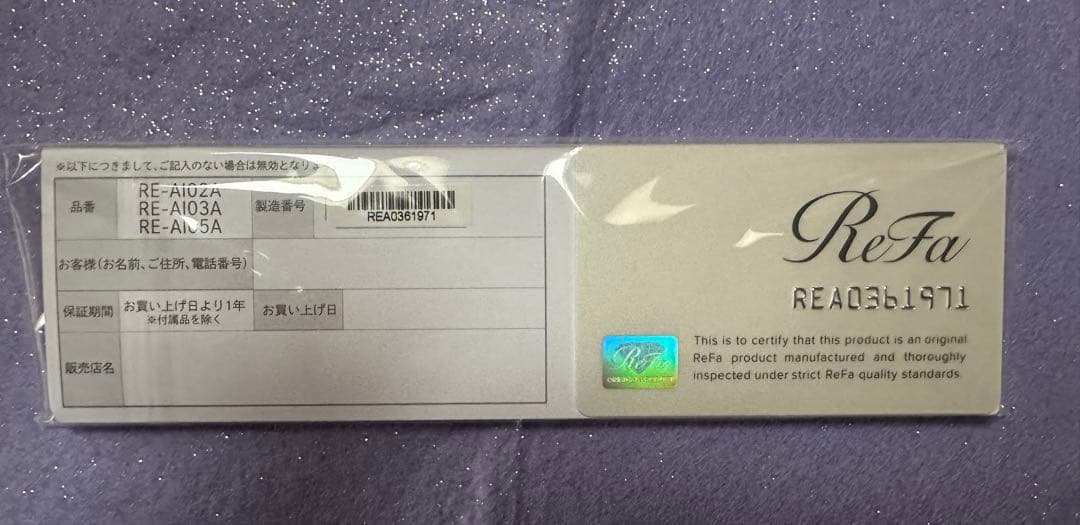 ※以下につきまして、ご記入のない場合は無効となりま
品番
RE-AI02A
RE-AI03A
RE-AI05A
製造番号
REA0361971
お客様(お名前、ご住所、電話番号)
保証期間
お買い上げ日より1年
※付属品を除く
お買い上げ日
販売店名
ReFa
REA0361971
ReFa
This is to certify that this product is an original
ReFa product manufactured and thoroughly
inspected under strict ReFa quality standards.